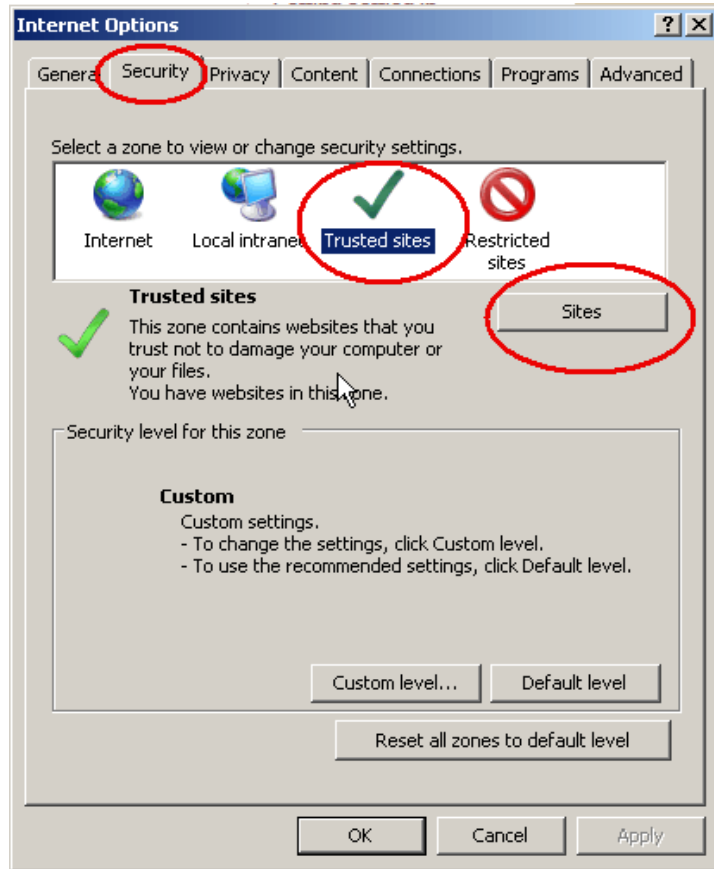 Internet Options
General Security Privacy Content Connections Programs Advanced
Select a zone to view or change security settings.
Internet Local intranet Trusted sites Restricted
sites
Trusted sites
Sites
This zone contains websites that you
trust not to damage your computer or
your files.
You have websites in this zone.
Security level for this zone
Custom
Custom settings.
- To change the settings, click Custom level.
- To use the recommended settings, click Default level.
Custom level... Default level
Reset all zones to default level
OK Cancel Apply